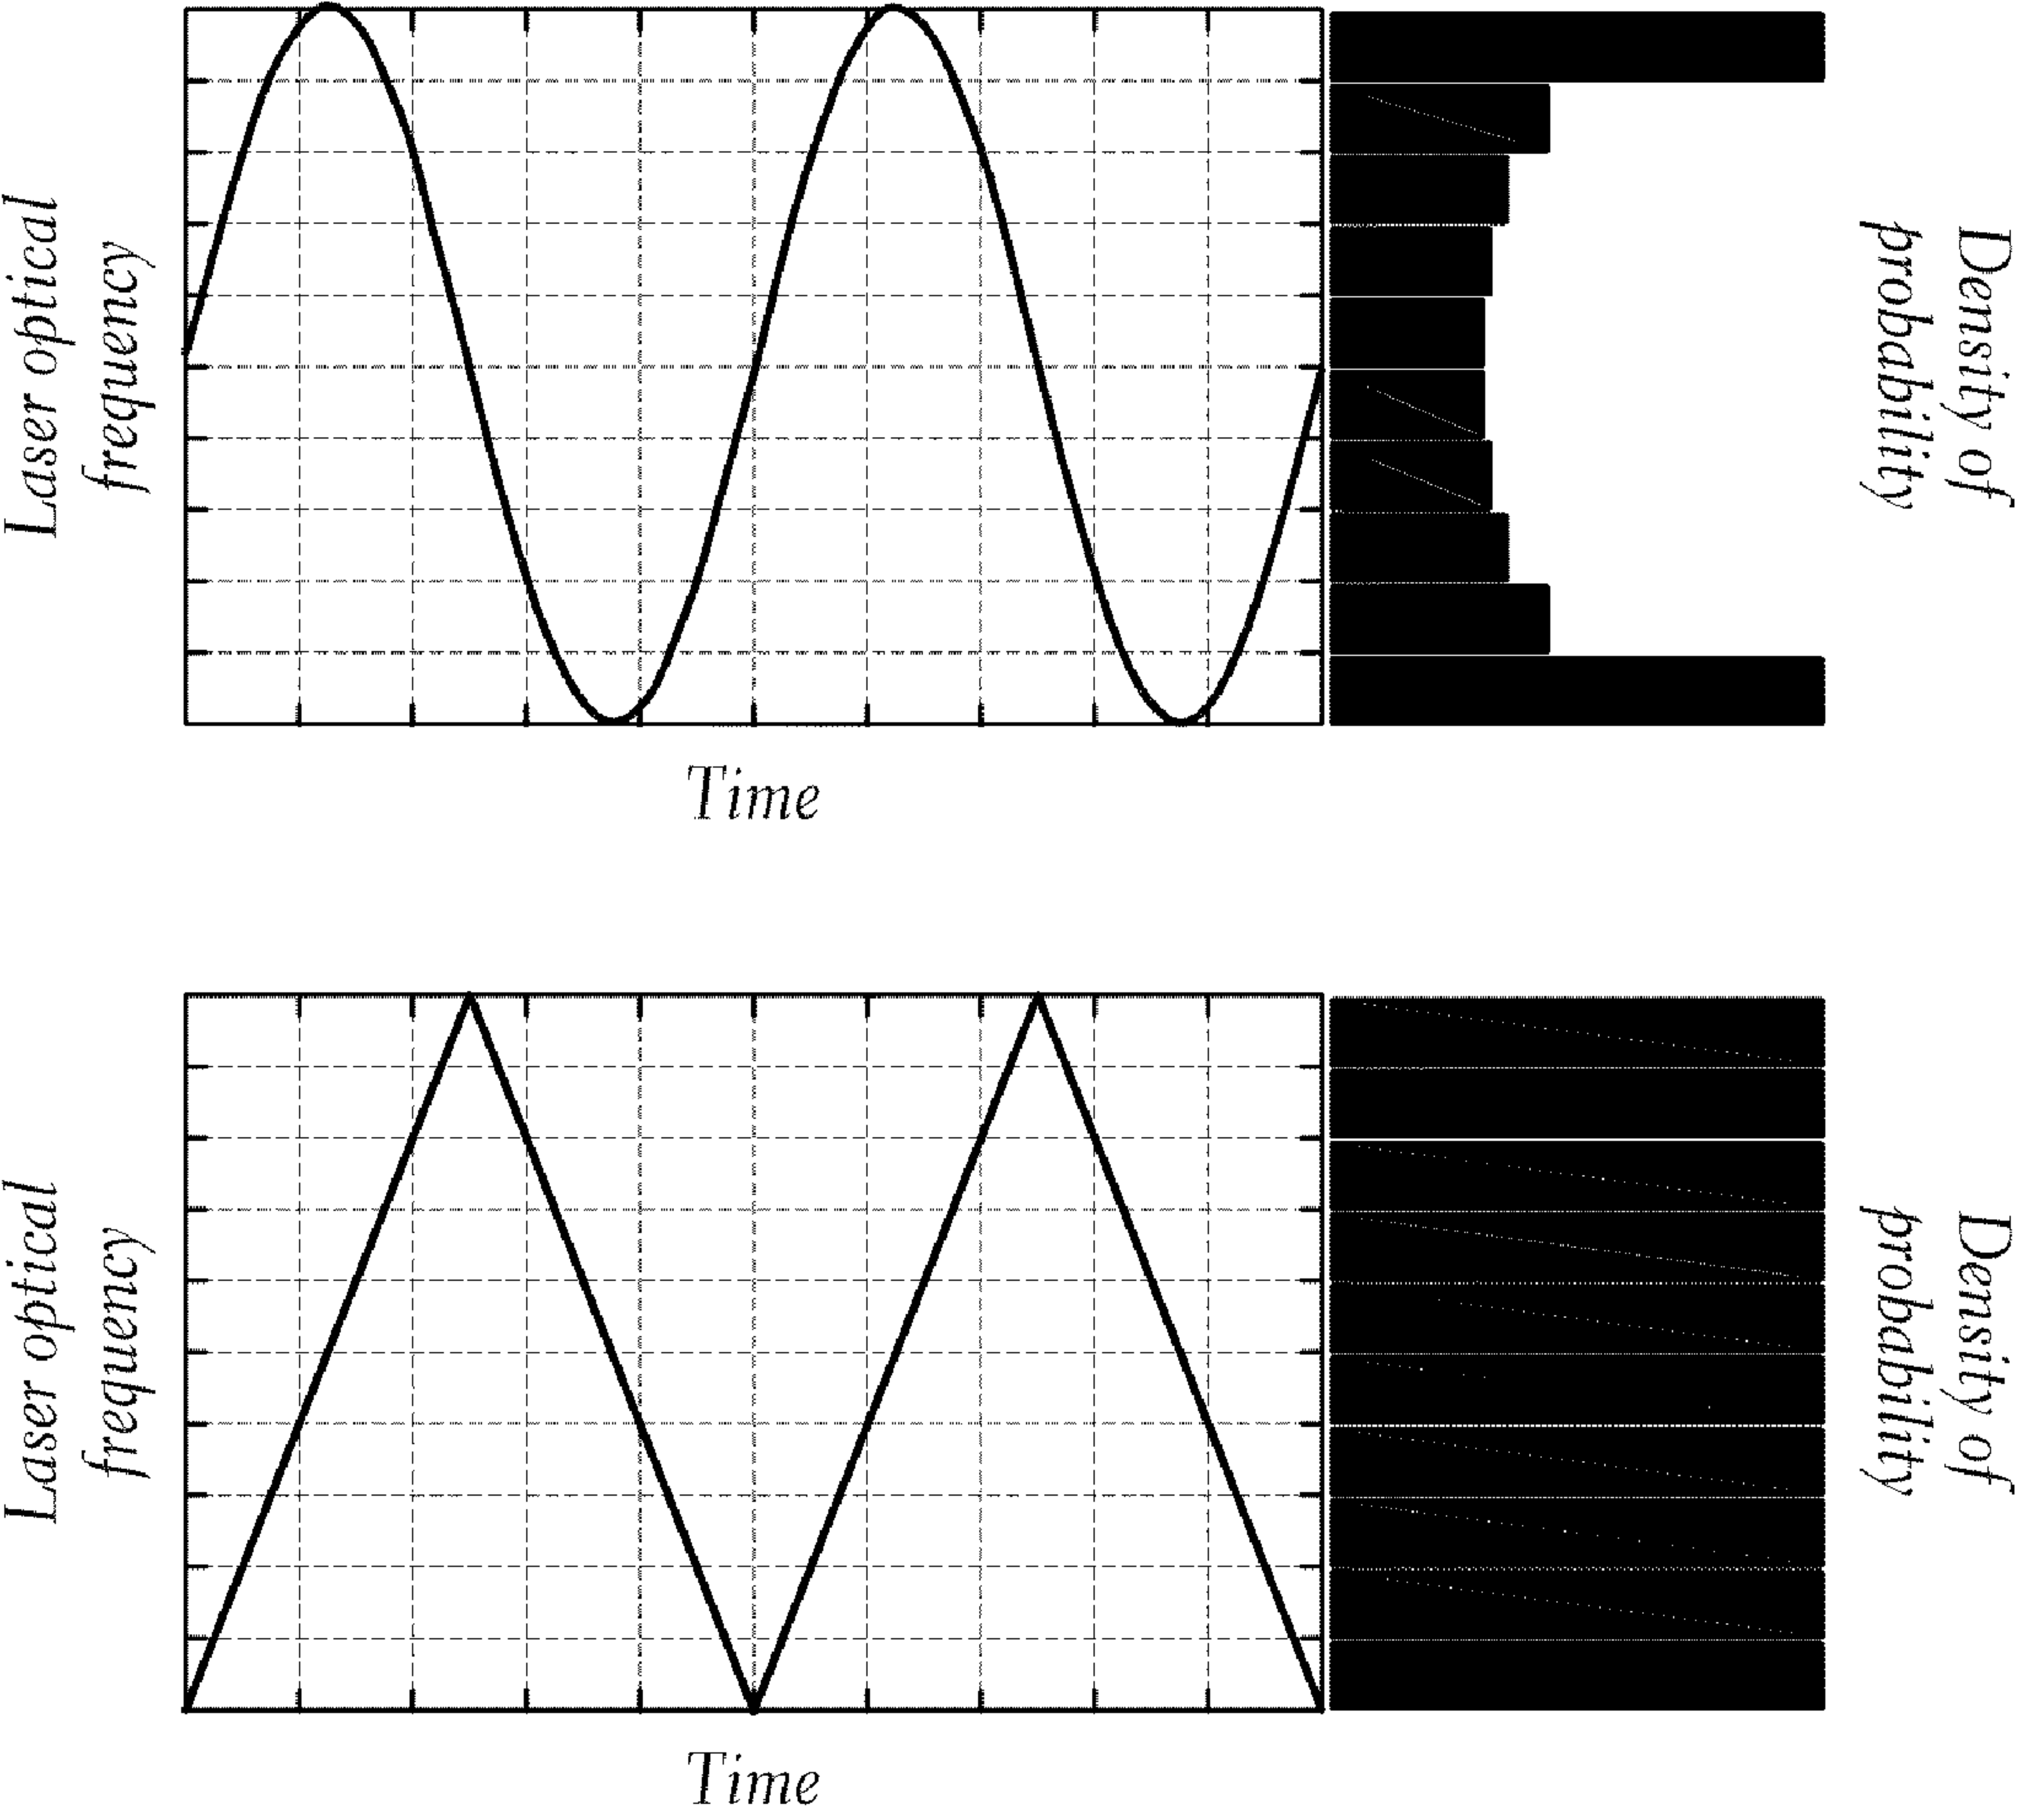 Laser optical
frequency
Density of
probability
Time
Laser optical
frequency
Density of
probability
Time